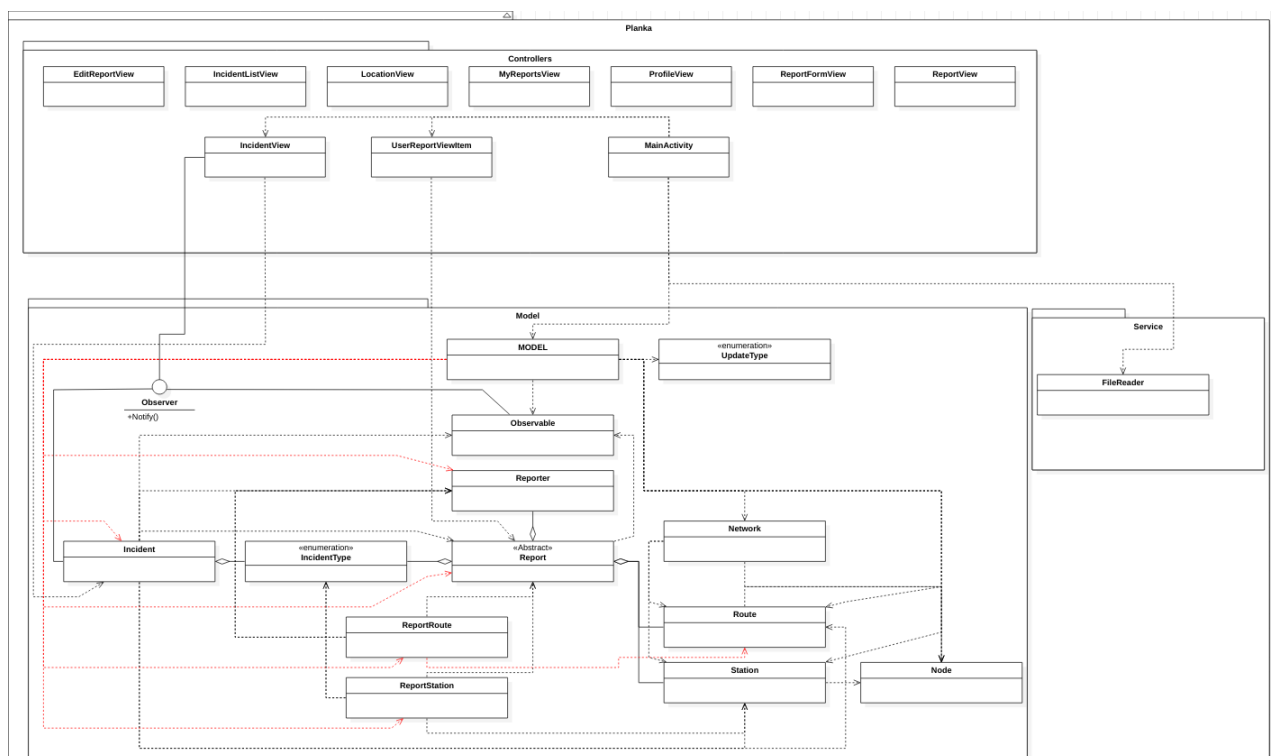 Planka
Controllers
EditReportView
IncidentListView
LocationView
MyReportsView
ProfileView
ReportFormView
ReportView
IncidentView
UserReportViewItem
MainActivity
Model
Service
MODEL
«enumeration»
UpdateType
FileReader
Observer
+Notify()
Observable
Reporter
Network
Incident
«enumeration»
IncidentType
«Abstract»
Report
Route
ReportRoute
Station
Node
ReportStation